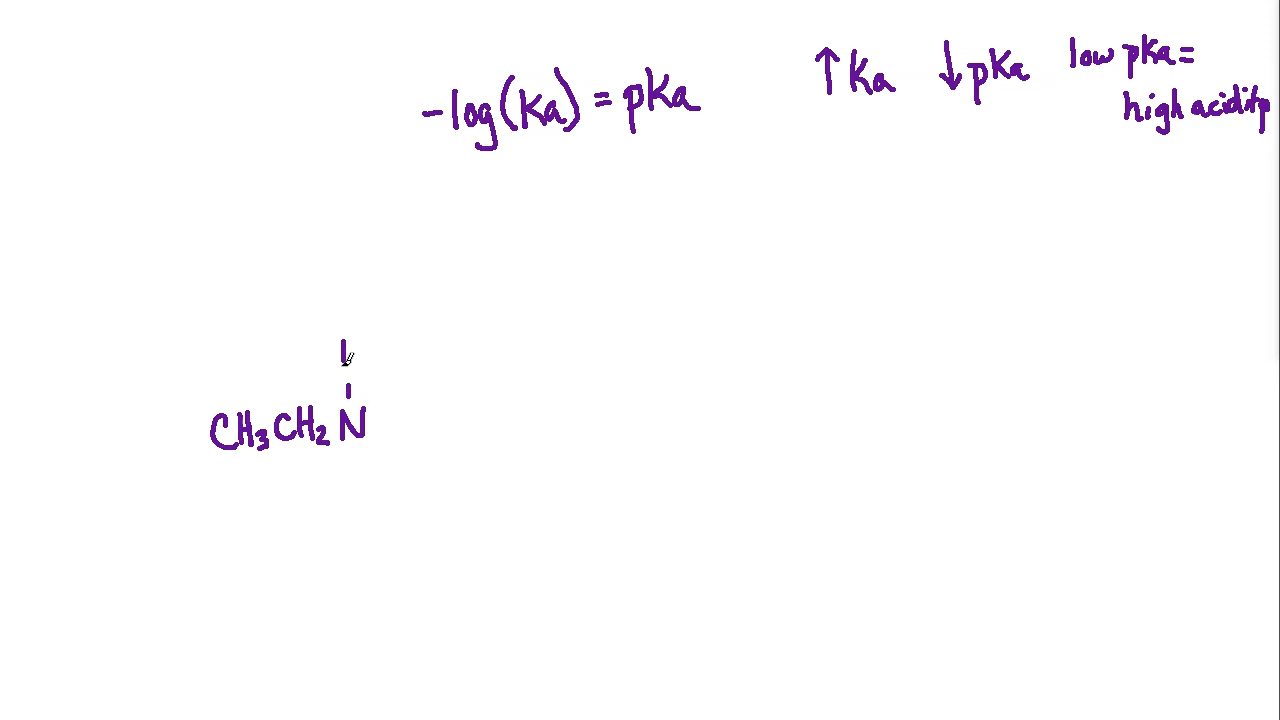 -log(Ka) = pKa
↑Ka ↓pKa low pKa =
high acidity
CH₃CH₂N